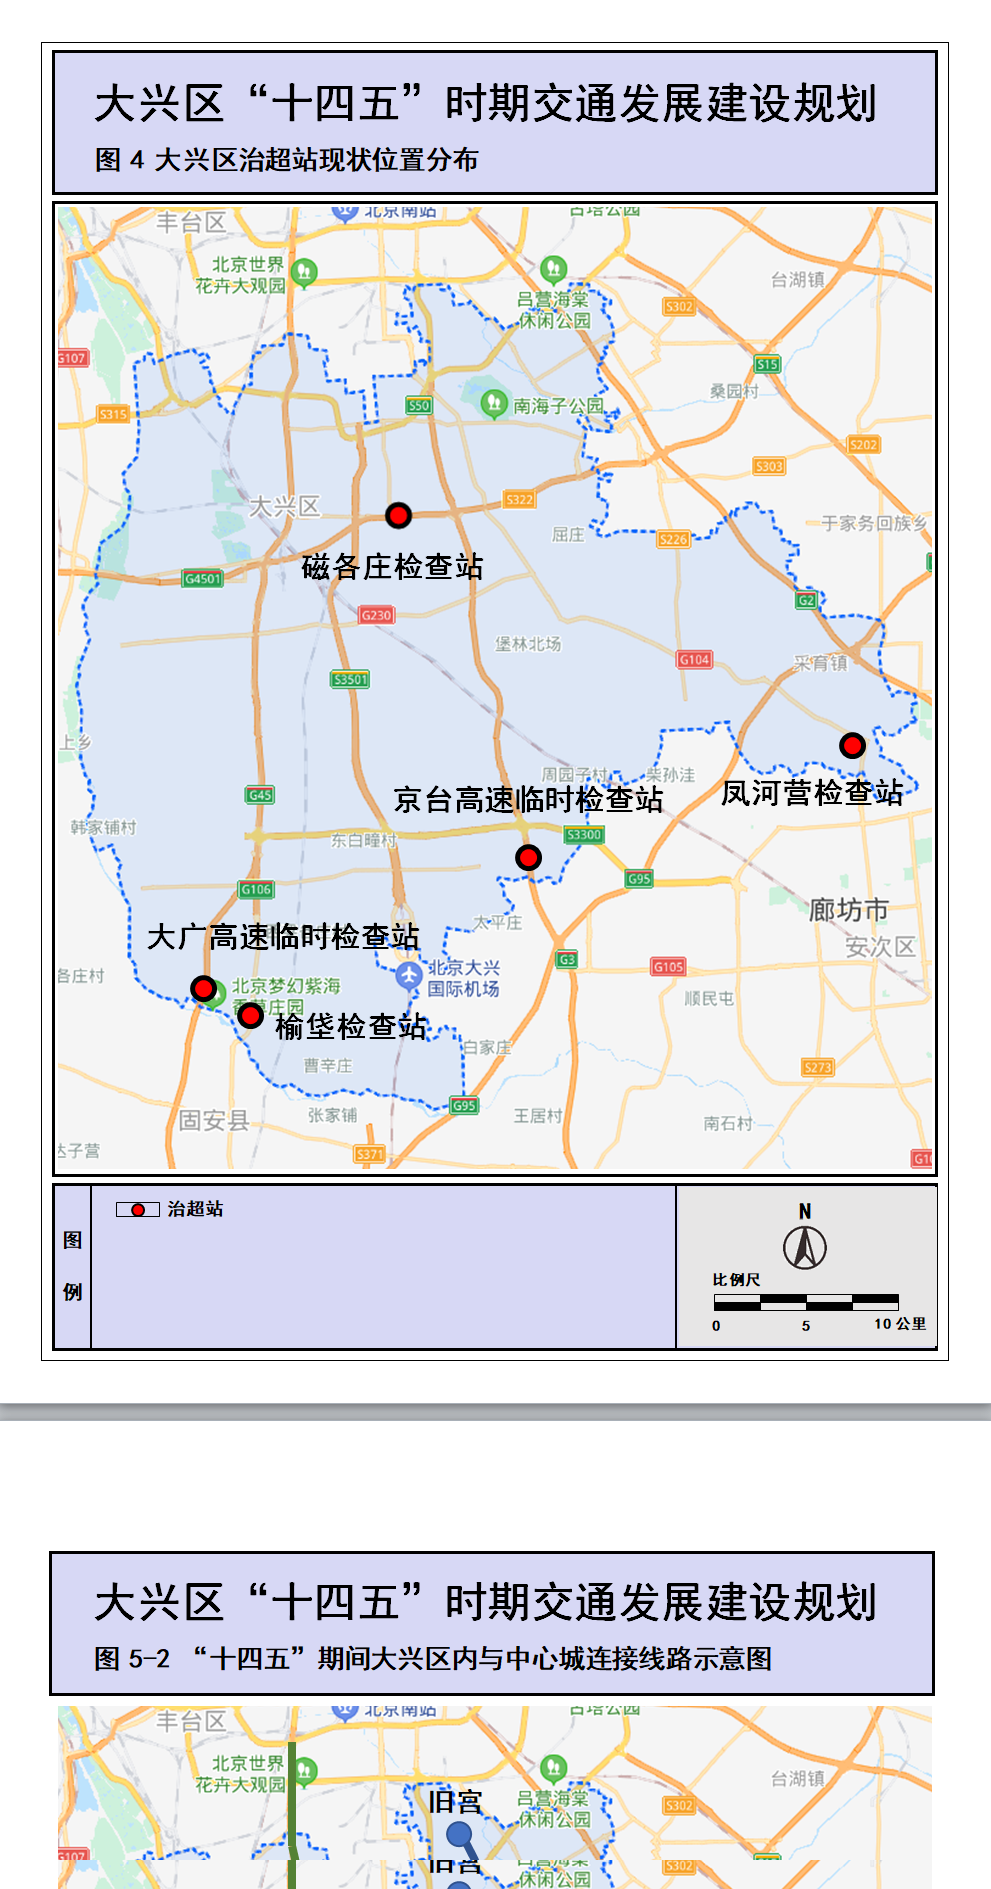 大兴区“十四五”时期交通发展建设规划
图 4 大兴区治超站现状位置分布
丰台区
北京南站
北京世界
花卉大观园
吕营海棠
休闲公园
台湖镇
S302
G107
S15
桑园村
S315
S50
南海子公园
S202
S303
大兴区
S322
于家务回族乡
屈庄
S226
磁各庄检查站
G4501
G2
G230
堡林北场
G104
采育镇
S3501
上乡
周园子村
柴孙洼
凤河营检查站
京台高速临时检查站
G45
韩家铺村
东白疃村
S3300
G106
G95
廊坊市
大广高速临时检查站
太平庄
安次区
各庄村
北京大兴
国际机场
G3
G105
北京梦幻紫海
香草庄园
顺民屯
榆垡检查站
白家庄
曹辛庄
S273
G95
固安县
张家铺
王居村
南石村
达子营
S371
图
例
治超站
N
比例尺
0 5 10 公里
大兴区“十四五”时期交通发展建设规划
图 5-2 “十四五”期间大兴区内与中心城连接线路示意图
丰台区
北京南站
北京世界
花卉大观园
台湖镇
旧宫
吕营海棠
休闲公园
S302
G107
旧宫
S302